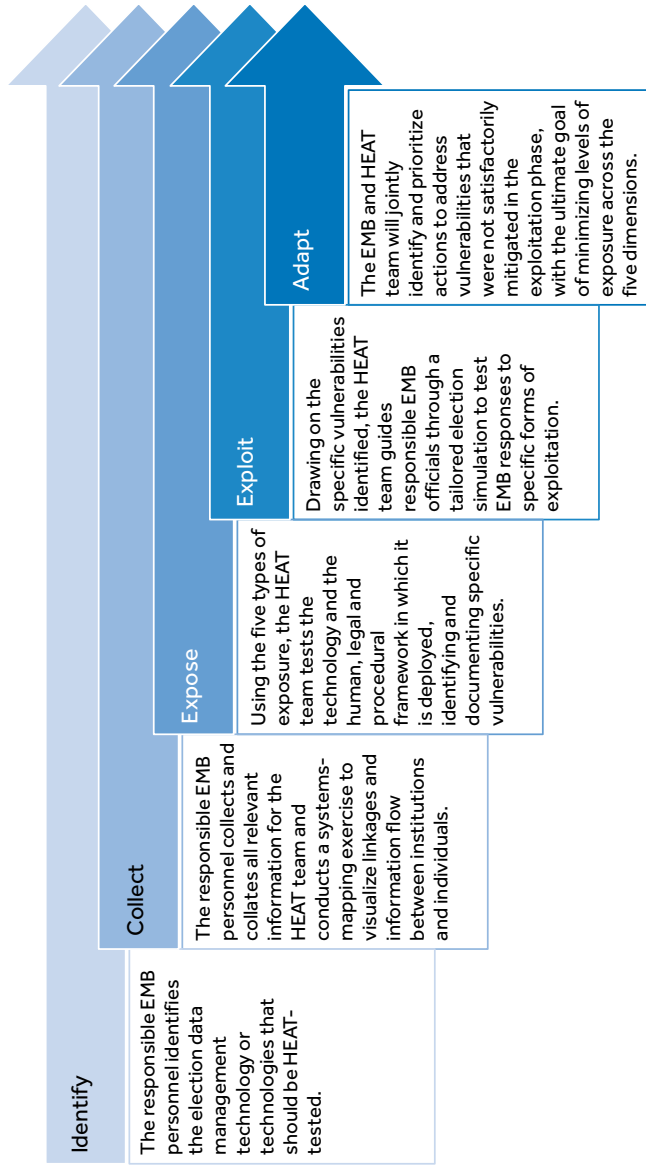 Identify
The responsible EMB
personnel identifies
the election data
management
technology or
technologies that
should be HEAT-
tested.
Collect
The responsible EMB
personnel collects and
collates all relevant
information for the
HEAT team and
conducts a systems-
mapping exercise to
visualize linkages and
information flow
between institutions
and individuals.
Expose
Using the five types of
exposure, the HEAT
team tests the
technology and the
human, legal and
procedural
framework in which it
is deployed,
identifying and
documenting specific
vulnerabilities.
Exploit
Drawing on the
specific vulnerabilities
identified, the HEAT
team guides
responsible EMB
officials through a
tailored election
simulation to test
EMB responses to
specific forms of
exploitation.
Adapt
The EMB and HEAT
team will jointly
identify and prioritize
actions to address
vulnerabilities that
were not satisfactorily
mitigated in the
exploitation phase,
with the ultimate goal
of minimizing levels of
exposure across the
five dimensions.